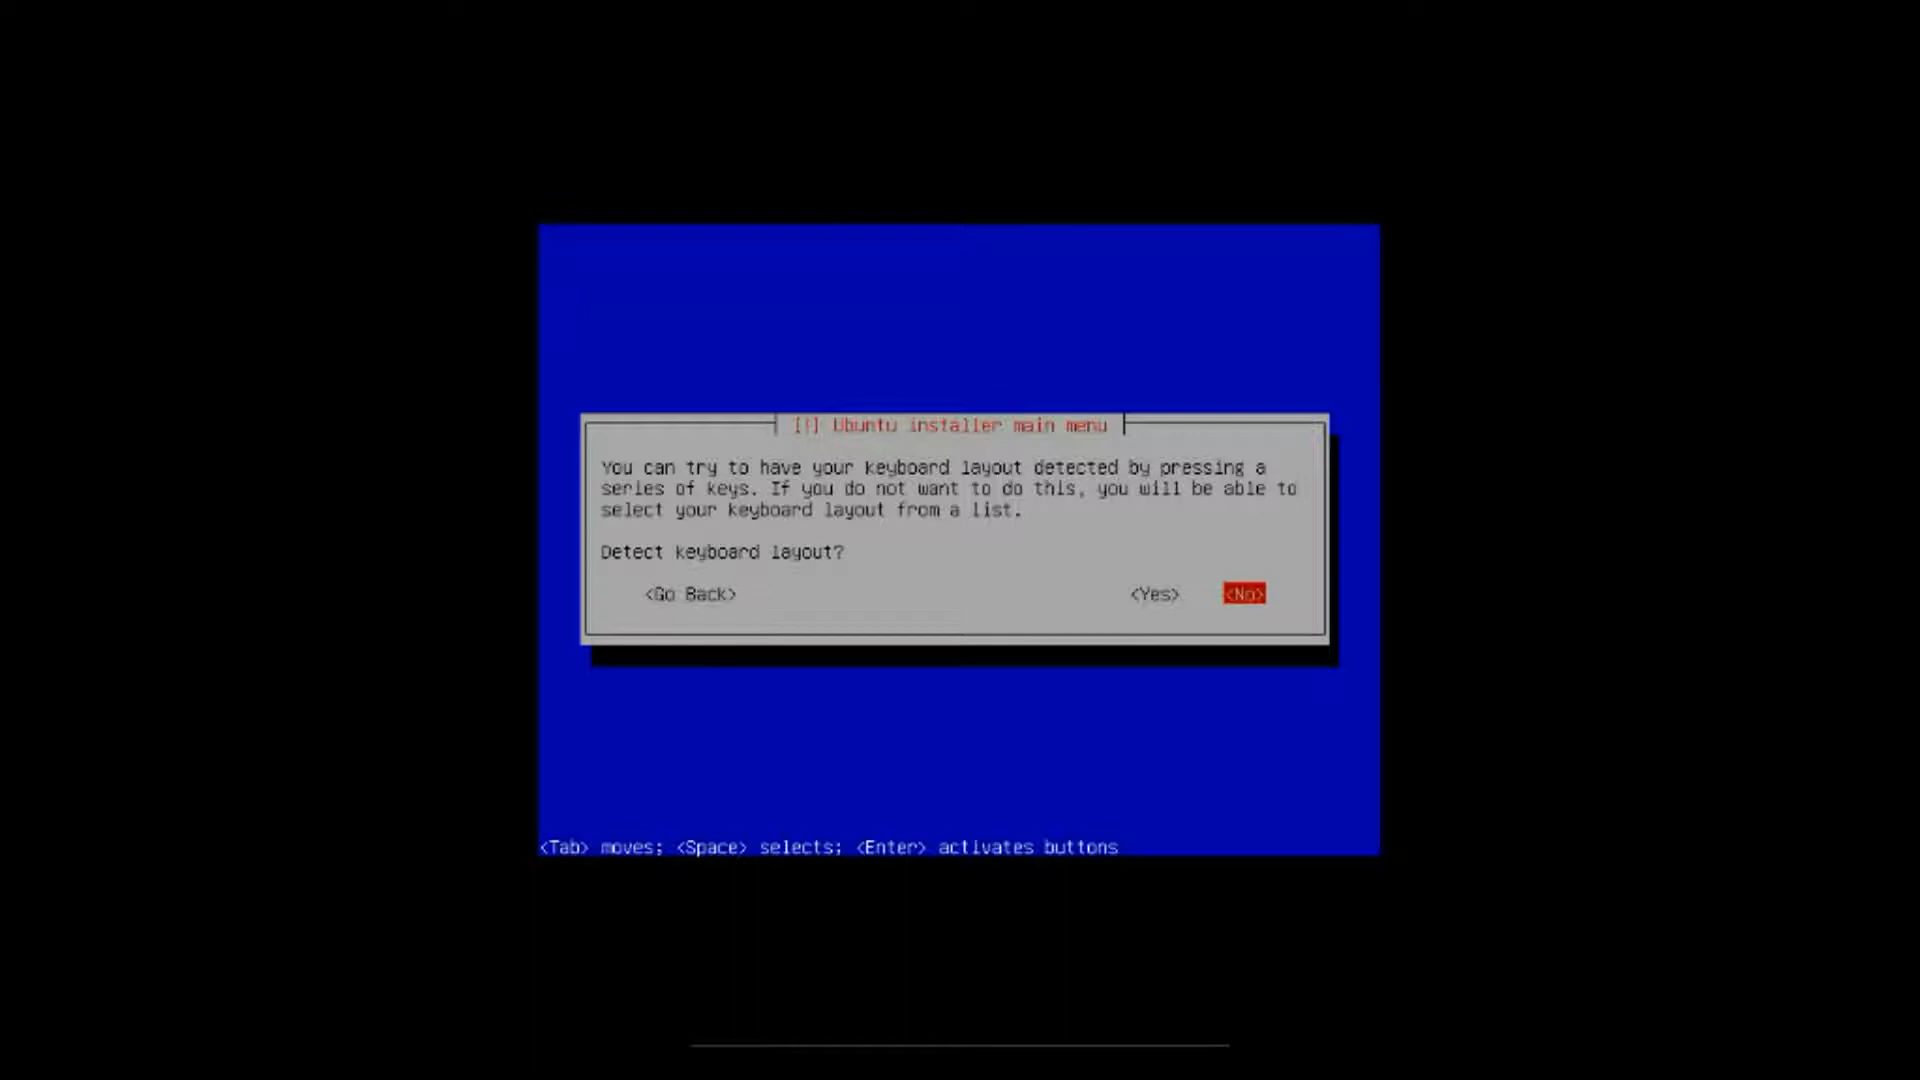 [!] Ubuntu installer main menu
You can try to have your keyboard layout detected by pressing a
series of keys. If you do not want to do this, you will be able to
select your keyboard layout from a list.
Detect keyboard layout?
<Go Back> <Yes> <No>
<Tab> moves; <Space> selects; <Enter> activates buttons